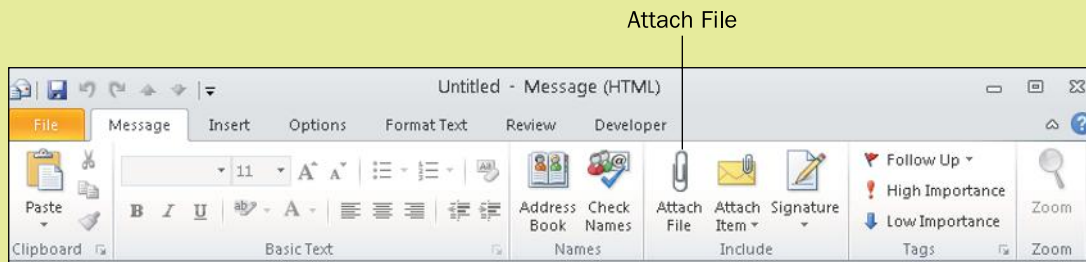 Attach File
Untitled - Message (HTML)
File Message Insert Options Format Text Review Developer
11
Paste
B I U A
Address Book
Check Names
Attach File
Attach Item
Signature
Follow Up
High Importance
Low Importance
Zoom
Clipboard Basic Text Names Include Tags Zoom